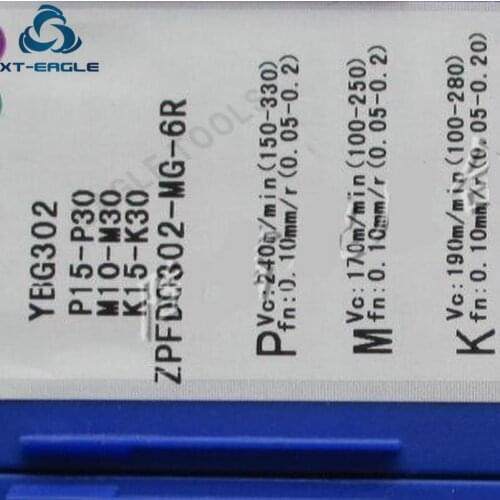 XT-EAGLE
YBG302
P15-P30
M10-M30
K15-K30
ZPFD0302-MG-6R
P
Vc:240m/min(150-330)
fn:0.10mm/r(0.05-0.2)
M
Vc:170m/min(100-250)
fn:0.10mm/r(0.05-0.2)
K
Vc:190m/min(100-280)
fn:0.10mm/r(0.05-0.20)
EAGLE TOOLS